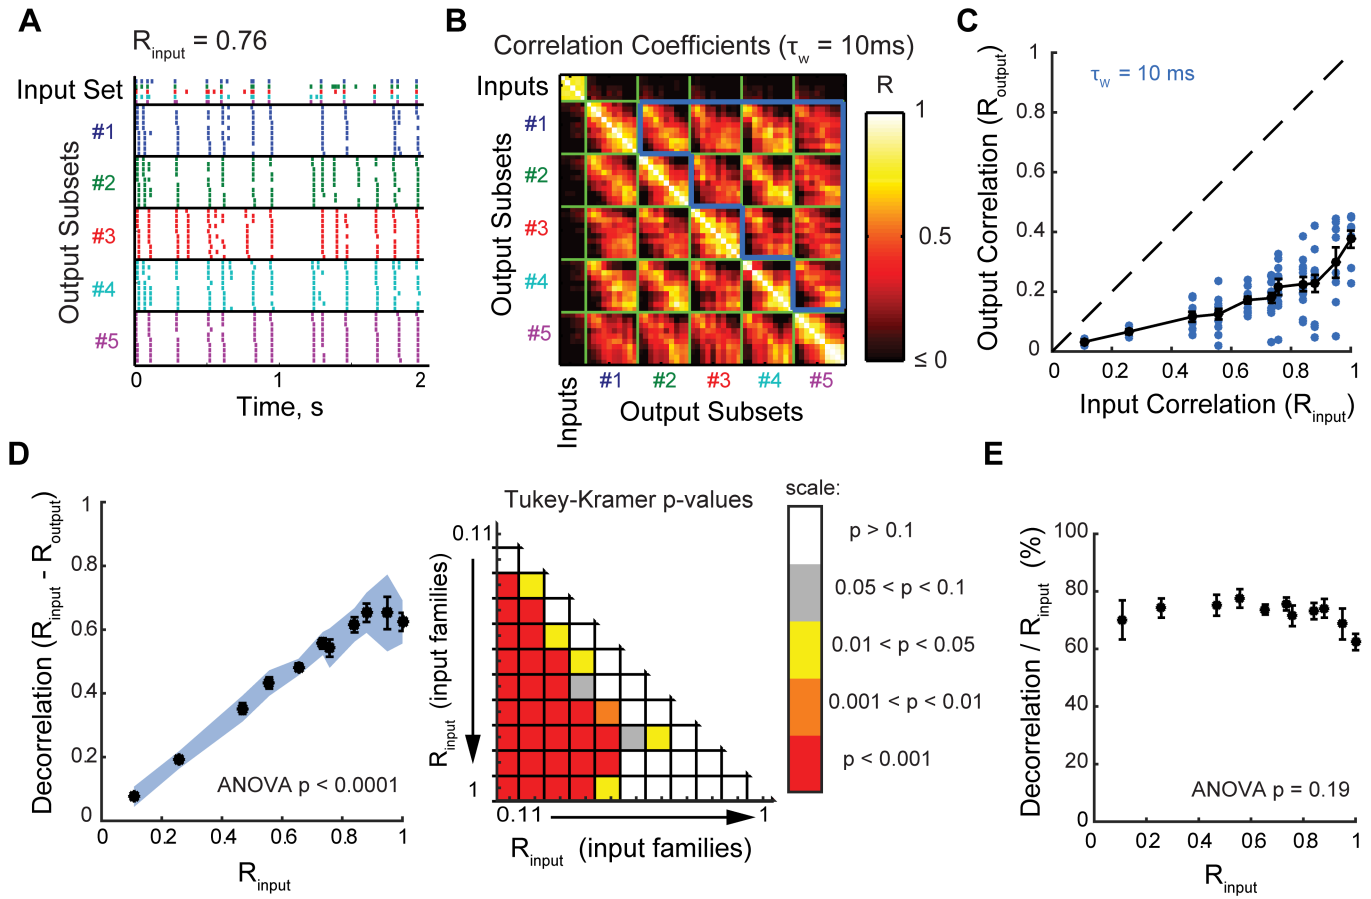 A
R_input = 0.76
Input Set
#1
#2
#3
#4
#5
Output Subsets
0 1 2
Time, s
B
Correlation Coefficients (τ_w = 10ms)
Inputs
#1
#2
#3
#4
#5
Output Subsets
Inputs
#1 #2 #3 #4 #5
Output Subsets
R
1
0.5
≤ 0
C
τ_w = 10 ms
Output Correlation (R_output)
1
0.8
0.6
0.4
0.2
0
0 0.2 0.4 0.6 0.8 1
Input Correlation (R_input)
D
Decorrelation (R_input - R_output)
1
0.8
0.6
0.4
0.2
0
ANOVA p < 0.0001
0 0.2 0.4 0.6 0.8 1
R_input
Tukey-Kramer p-values
0.11
R_input (input families)
1
0.11 1
R_input (input families)
scale:
p > 0.1
0.05 < p < 0.1
0.01 < p < 0.05
0.001 < p < 0.01
p < 0.001
E
Decorrelation / R_input (%)
100
80
60
40
20
0
ANOVA p = 0.19
0 0.2 0.4 0.6 0.8 1
R_input